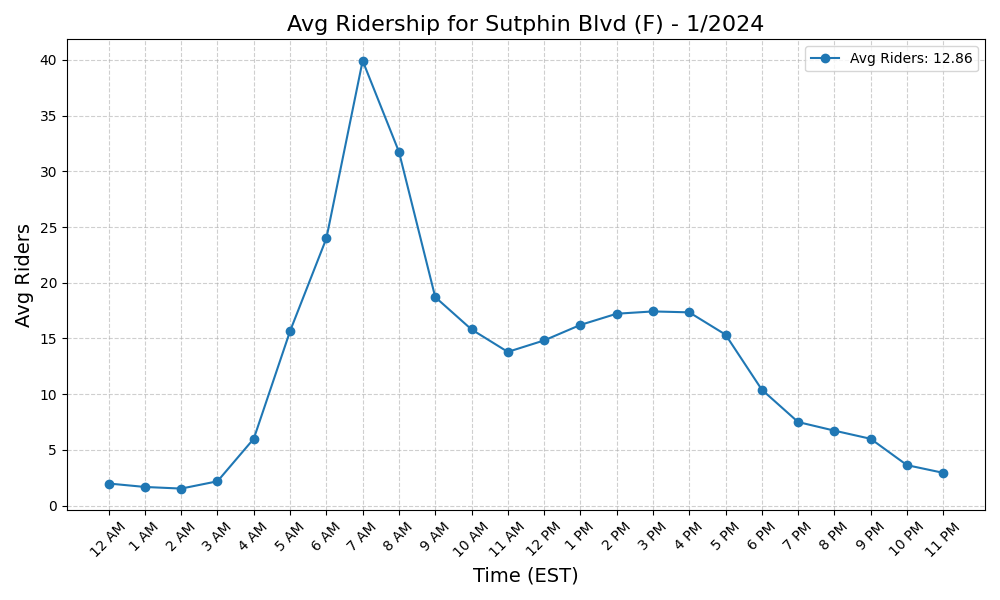 Avg Ridership for Sutphin Blvd (F) - 1/2024
Avg Riders: 12.86
Avg Riders
40
35
30
25
20
15
10
5
0
12 AM
1 AM
2 AM
3 AM
4 AM
5 AM
6 AM
7 AM
8 AM
9 AM
10 AM
11 AM
12 PM
1 PM
2 PM
3 PM
4 PM
5 PM
6 PM
7 PM
8 PM
9 PM
10 PM
11 PM
Time (EST)